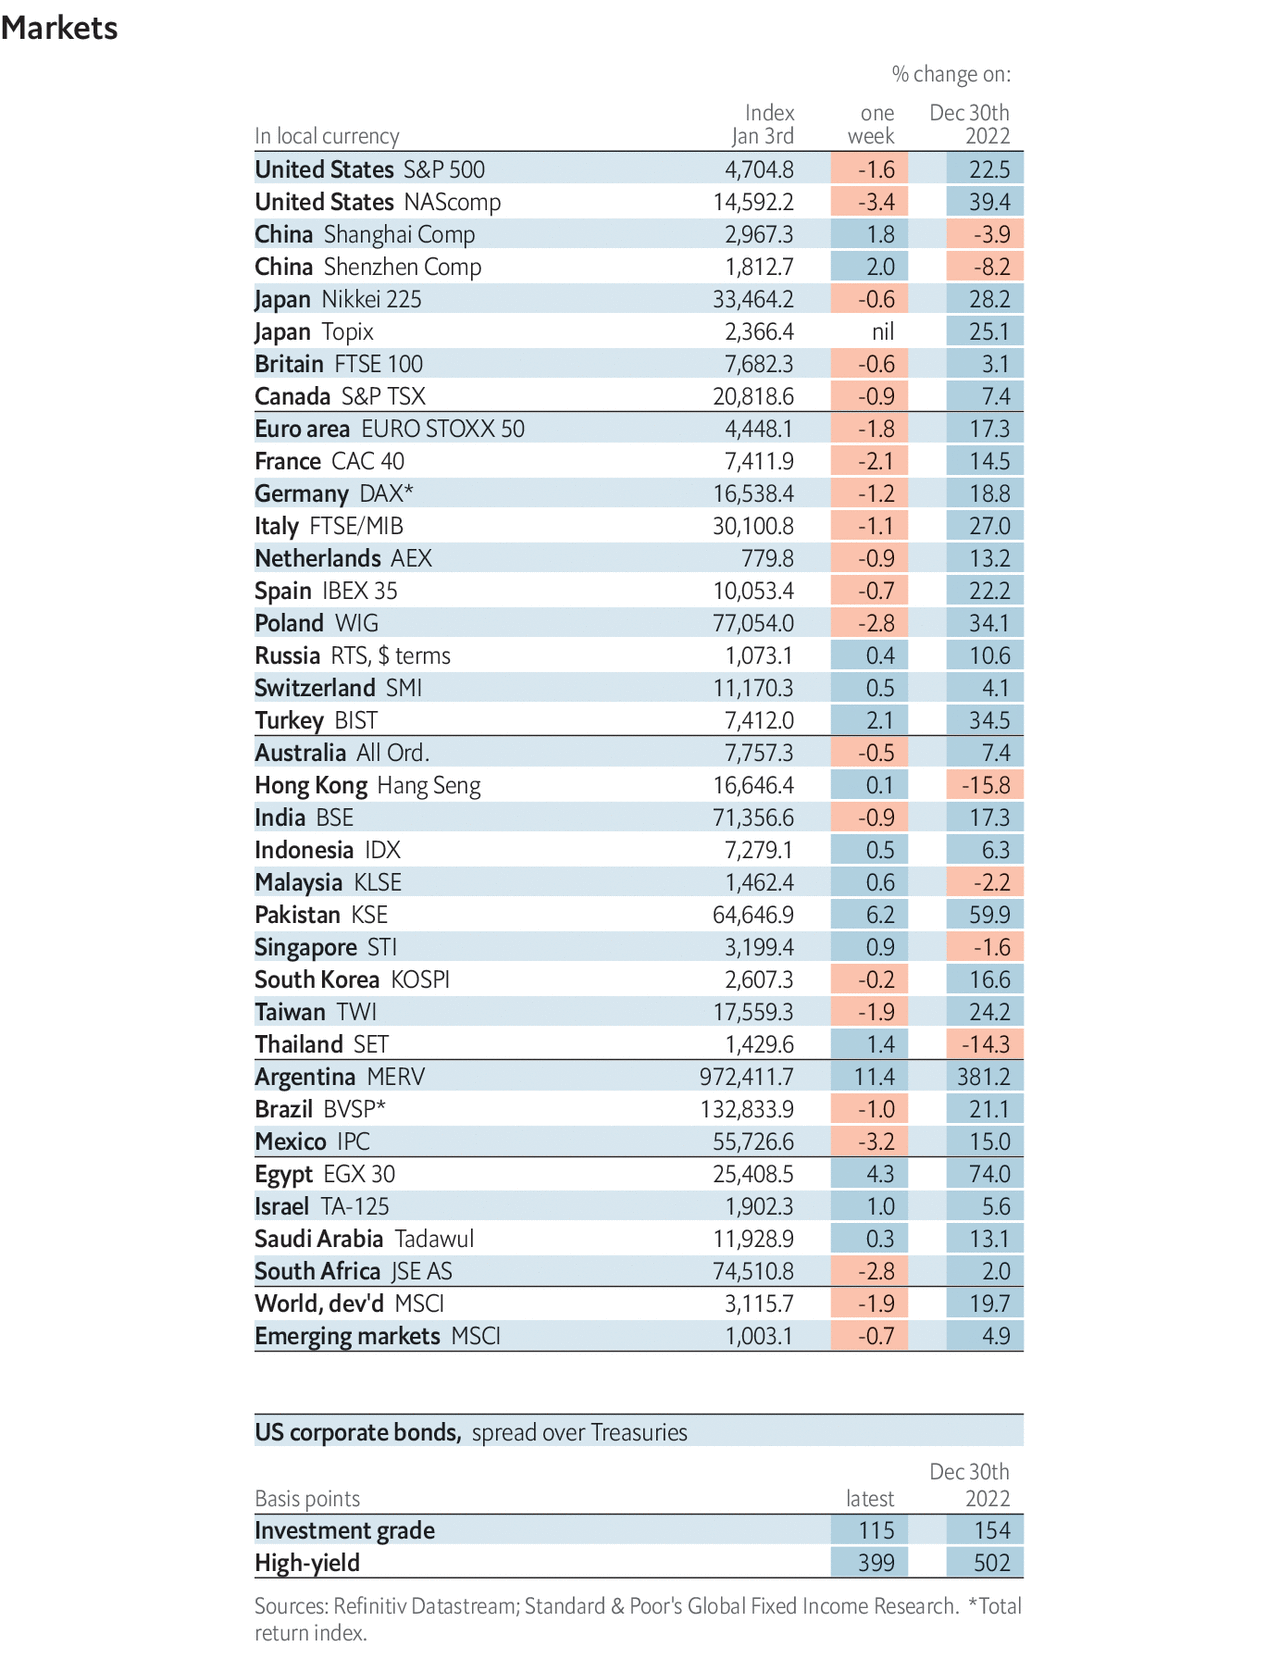 Markets
% change on:
Index one Dec 30th
In local currency Jan 3rd week 2022
United States S&P 500 4,704.8 -1.6 22.5
United States NAScomp 14,592.2 -3.4 39.4
China Shanghai Comp 2,967.3 1.8 -3.9
China Shenzhen Comp 1,812.7 2.0 -8.2
Japan Nikkei 225 33,464.2 -0.6 28.2
Japan Topix 2,366.4 nil 25.1
Britain FTSE 100 7,682.3 -0.6 3.1
Canada S&P TSX 20,818.6 -0.9 7.4
Euro area EURO STOXX 50 4,448.1 -1.8 17.3
France CAC 40 7,411.9 -2.1 14.5
Germany DAX* 16,538.4 -1.2 18.8
Italy FTSE/MIB 30,100.8 -1.1 27.0
Netherlands AEX 779.8 -0.9 13.2
Spain IBEX 35 10,053.4 -0.7 22.2
Poland WIG 77,054.0 -2.8 34.1
Russia RTS, $ terms 1,073.1 0.4 10.6
Switzerland SMI 11,170.3 0.5 4.1
Turkey BIST 7,412.0 2.1 34.5
Australia All Ord. 7,757.3 -0.5 7.4
Hong Kong Hang Seng 16,646.4 0.1 -15.8
India BSE 71,356.6 -0.9 17.3
Indonesia IDX 7,279.1 0.5 6.3
Malaysia KLSE 1,462.4 0.6 -2.2
Pakistan KSE 64,646.9 6.2 59.9
Singapore STI 3,199.4 0.9 -1.6
South Korea KOSPI 2,607.3 -0.2 16.6
Taiwan TWI 17,559.3 -1.9 24.2
Thailand SET 1,429.6 1.4 -14.3
Argentina MERV 972,411.7 11.4 381.2
Brazil BVSP* 132,833.9 -1.0 21.1
Mexico IPC 55,726.6 -3.2 15.0
Egypt EGX 30 25,408.5 4.3 74.0
Israel TA-125 1,902.3 1.0 5.6
Saudi Arabia Tadawul 11,928.9 0.3 13.1
South Africa JSE AS 74,510.8 -2.8 2.0
World, dev'd MSCI 3,115.7 -1.9 19.7
Emerging markets MSCI 1,003.1 -0.7 4.9
US corporate bonds, spread over Treasuries
Dec 30th
Basis points latest 2022
Investment grade 115 154
High-yield 399 502
Sources: Refinitiv Datastream; Standard & Poor's Global Fixed Income Research. *Total
return index.